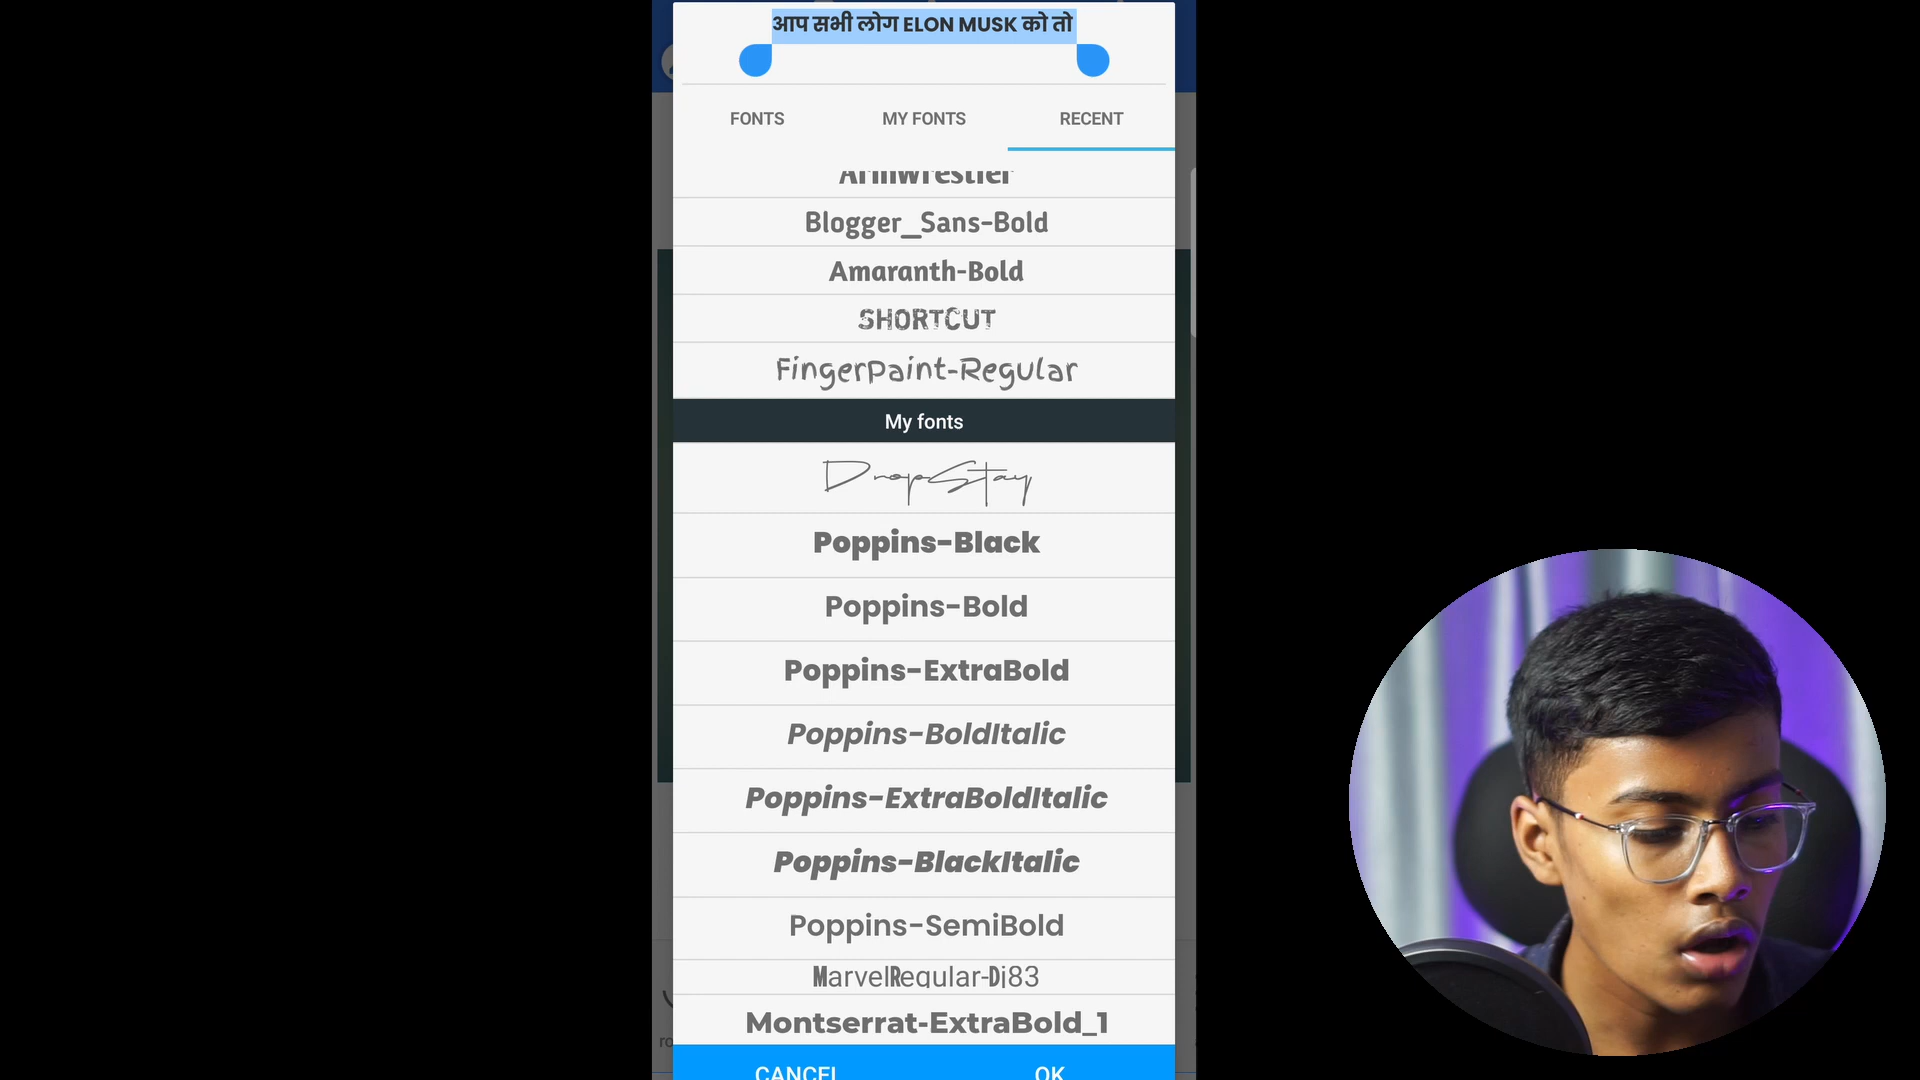 आप सभी लोग ELON MUSK को तो
FONTS
MY FONTS
RECENT
Armwrestler
Blogger_Sans-Bold
Amaranth-Bold
SHORTCUT
FingerPaint-Regular
My fonts
DropStay
Poppins-Black
Poppins-Bold
Poppins-ExtraBold
Poppins-BoldItalic
Poppins-ExtraBoldItalic
Poppins-BlackItalic
Poppins-SemiBold
MarvelRegular-Dj83
Montserrat-ExtraBold_1
CANCEL
OK